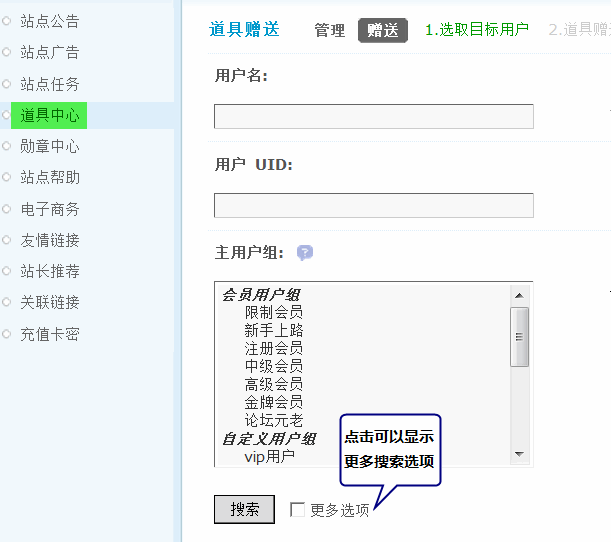 站点公告
站点广告
站点任务
道具中心
勋章中心
站点帮助
电子商务
友情链接
站长推荐
关联链接
充值卡密
道具赠送 管理 赠送 1.选取目标用户 2.道具赠
用户名:
用户 UID:
主用户组: ?
会员用户组
限制会员
新手上路
注册会员
中级会员
高级会员
金牌会员
论坛元老
自定义用户组
vip用户
点击可以显示
更多搜索选项
搜索 更多选项